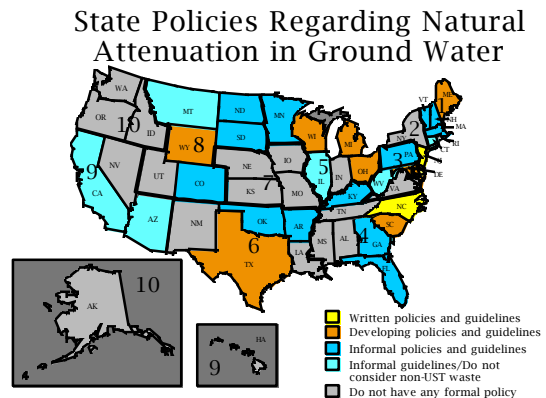 State Policies Regarding Natural
Attenuation in Ground Water
WA
OR
10
ID
MT
ND
MN
SD
WY
8
WI
MI
ME
1
VT
NH
MA
RI
CT
NY
2
PA
3
DE
9
CA
NV
UT
CO
NE
KS
7
IO
MO
5
IL
IN
OH
WV
VA
KY
NC
TN
SC
AZ
NM
OK
AR
6
TX
LA
MS
AL
4
GA
FL
10
AK
HA
9
Written policies and guidelines
Developing policies and guidelines
Informal policies and guidelines
Informal guidelines/Do not
consider non-UST waste
Do not have any formal policy